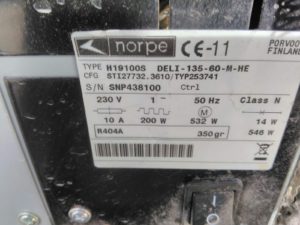 norpe CE-11
PORVOO
FINLAND
TYPE H19100S DELI-135-60-M-HE
CFG STI27732.3610/TYP253741
S/N SNP438100 Ctrl
230 V 1~ 50 Hz Class N
10 A 200 W M 532 W 14 W
R404A 350gr 546 W